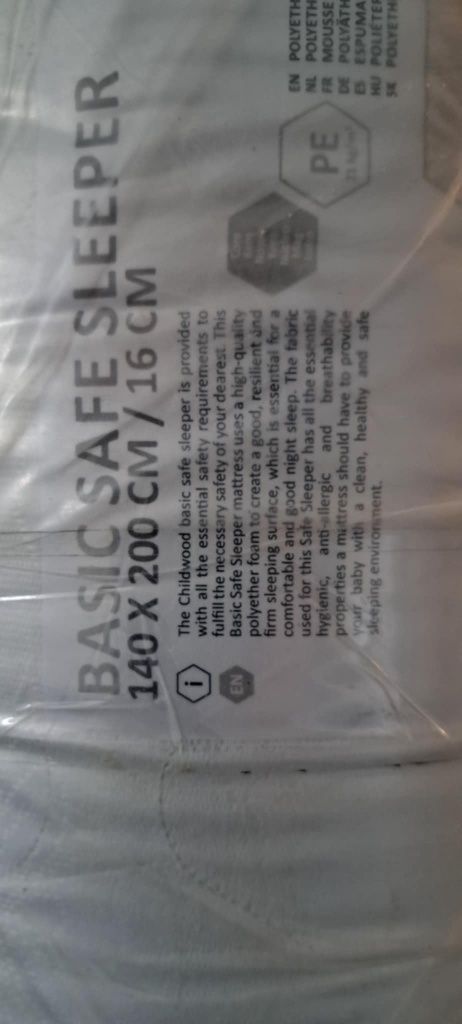 BASIC SAFE SLEEPER
140 X 200 CM / 16 CM
i
EN
The Childwood basic safe sleeper is provided
with all the essential safety requirements to
fulfill the necessary safety of your dearest. This
Basic Safe Sleeper mattress uses a high-quality
polyether foam to create a good, resilient and
firm sleeping surface, which is essential for a
comfortable and good night sleep. The fabric
used for this Safe Sleeper has all the essential
hygienic, anti-allergic and breathability
properties a mattress should have to provide
your baby with a clean, healthy and safe
sleeping environment.
PE
EN POLYETH
NL POLYETH
FR MOUSSE
DE POLYÄTH
ES ESPUMA
HU POLIÉTER
SK POLYETH